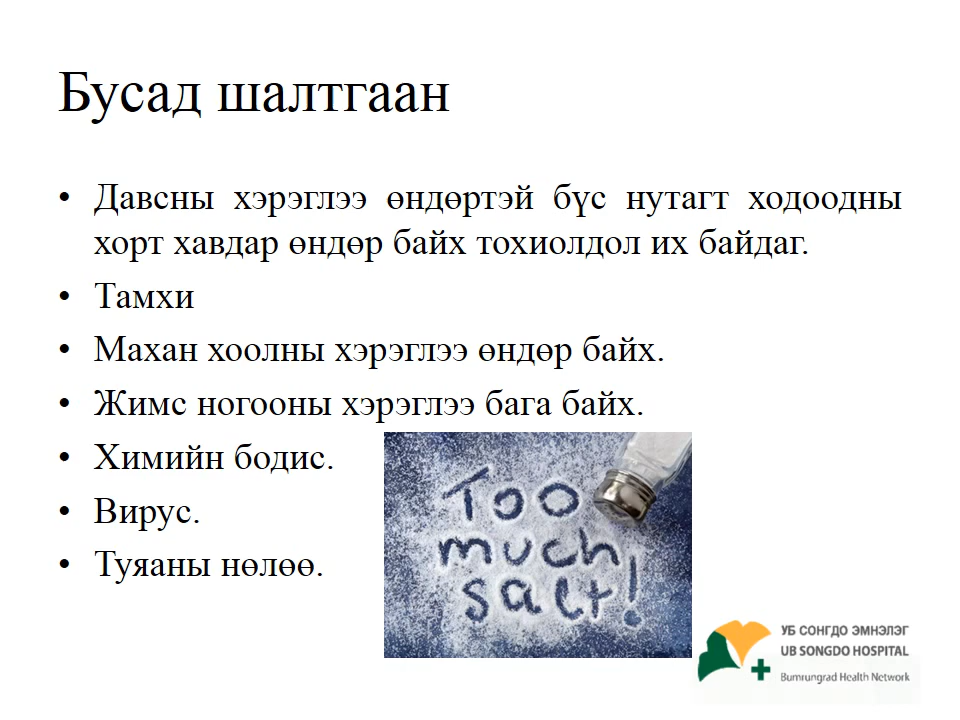 Бусад шалтгаан
• Давсны хэрэглээ өндөртэй бүс нутагт ходоодны
хорт хавдар өндөр байх тохиолдол их байдаг.
• Тамхи
• Махан хоолны хэрэглээ өндөр байх.
• Жимс ногооны хэрэглээ бага байх.
• Химийн бодис.
• Вирус.
• Туяаны нөлөө.
Too
much
salt!
УБ СОНГДО ЭМНЭЛЭГ
UB SONGDO HOSPITAL
Bumrungrad Health Network